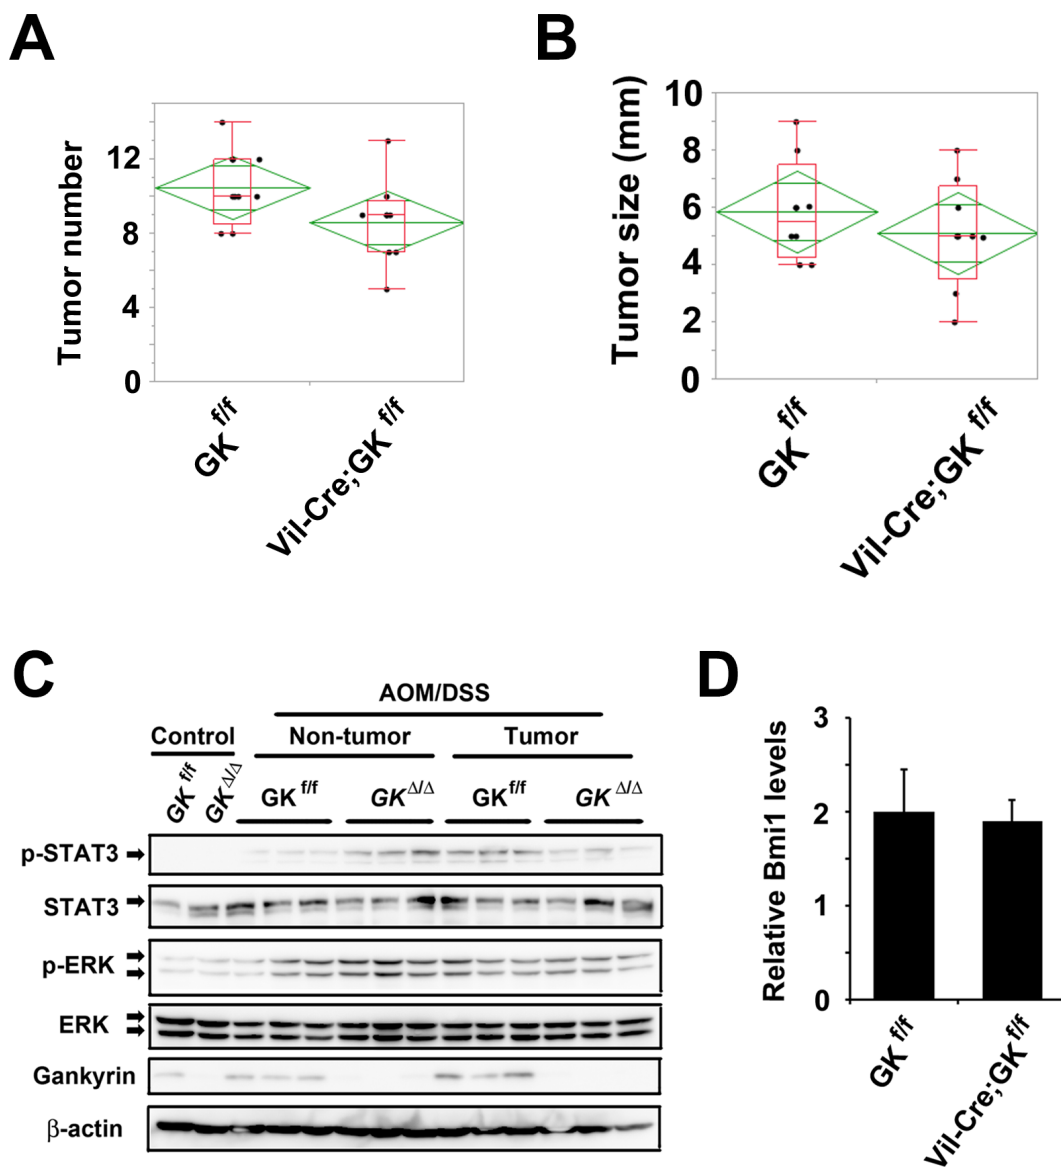 A
Tumor number
12
8
4
0
GK f/f
Vil-Cre;GK f/f
B
Tumor size (mm)
10
8
6
4
2
0
GK f/f
Vil-Cre;GK f/f
C
AOM/DSS
Control Non-tumor Tumor
GK f/f GK Δ/Δ GK f/f GK Δ/Δ GK f/f GK Δ/Δ
p-STAT3
STAT3
p-ERK
ERK
Gankyrin
β-actin
D
Relative Bmi1 levels
3
2
1
0
GK f/f
Vil-Cre;GK f/f